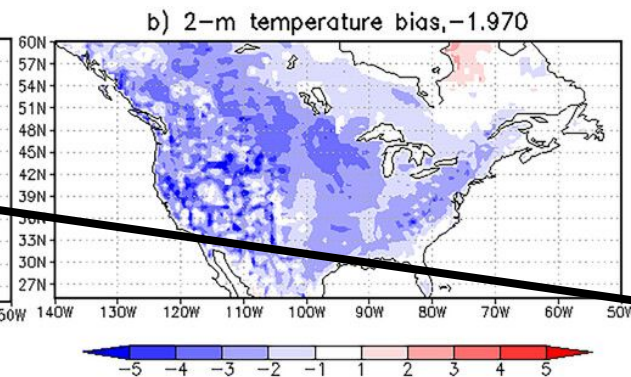 b) 2-m temperature bias,-1.970
60N
57N
54N
51N
48N
45N
42N
39N
33N
30N
27N
50W 140W 130W 120W 110W 100W 90W 80W 70W 60W 50W
-5 -4 -3 -2 -1 1 2 3 4 5